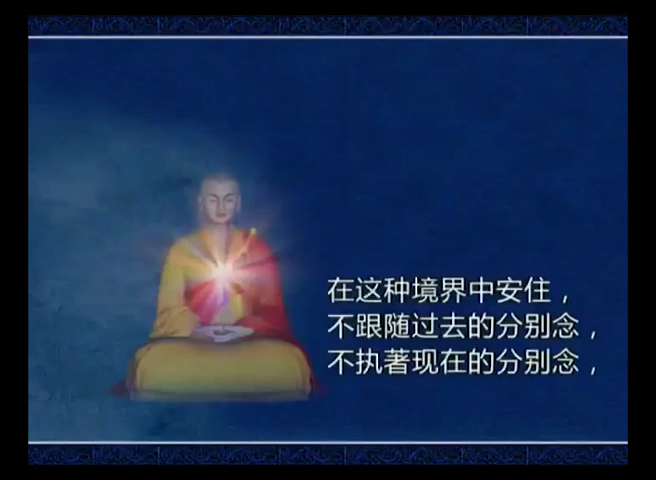 在这种境界中安住，
不跟随过去的分别念，
不执著现在的分别念，